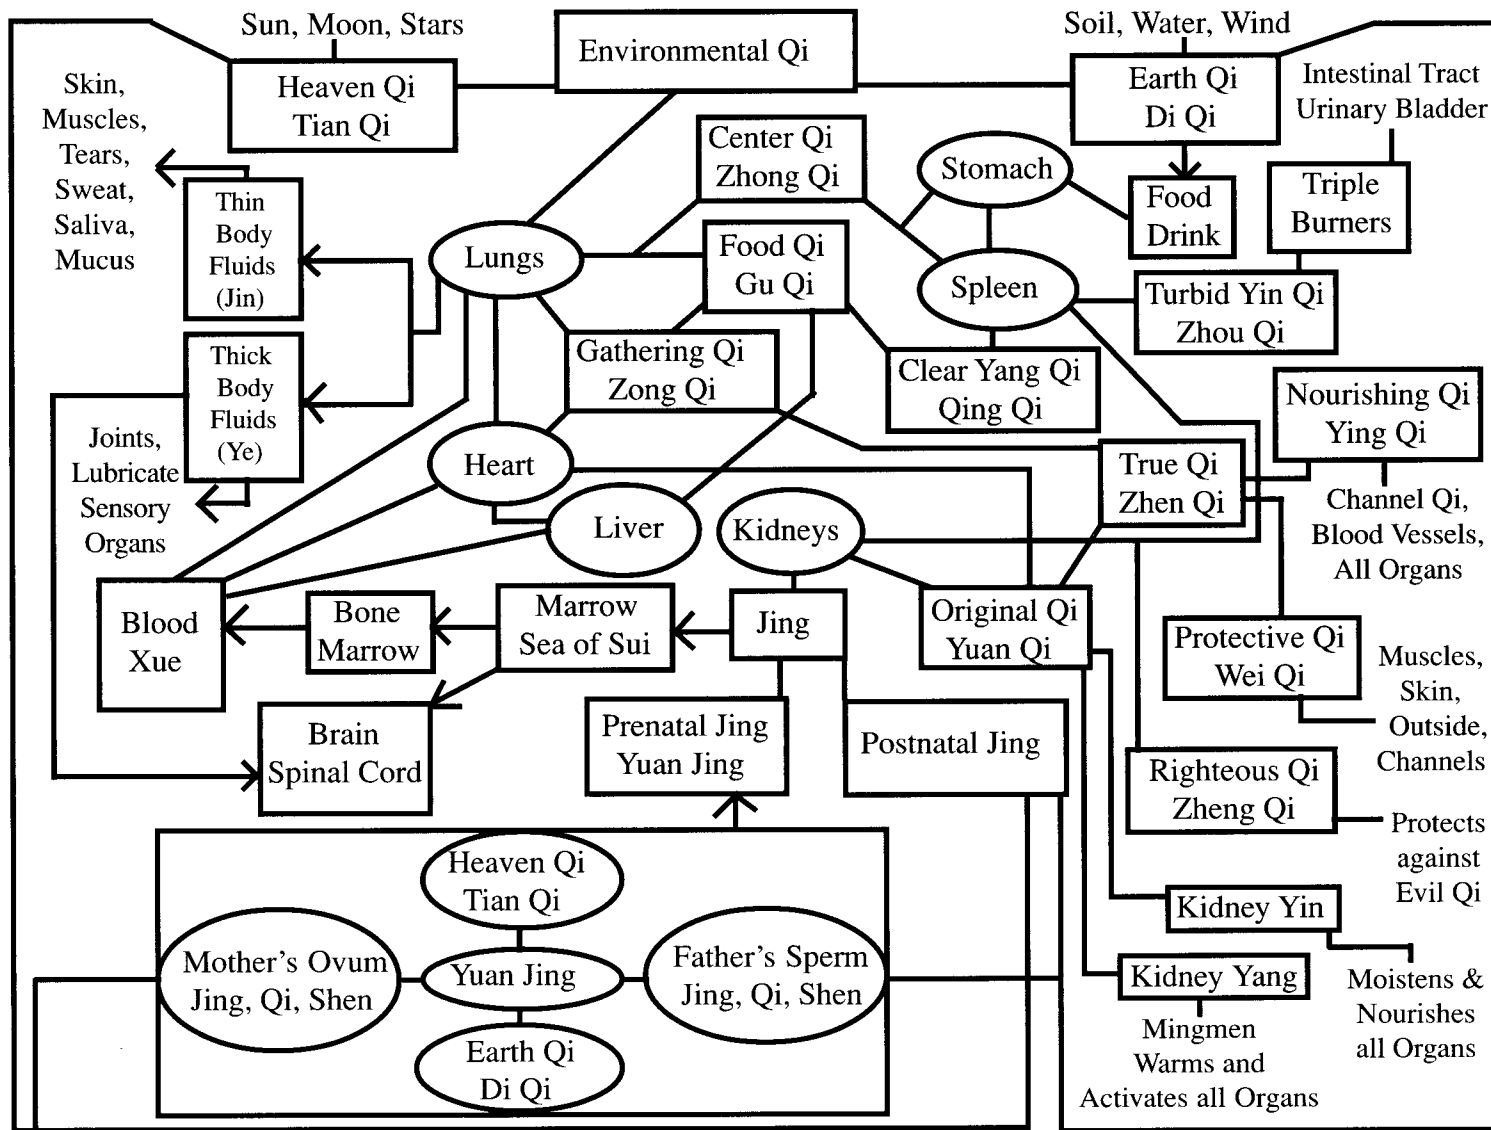 Sun, Moon, Stars
Soil, Water, Wind
Environmental Qi
Heaven Qi
Tian Qi
Earth Qi
Di Qi
Intestinal Tract
Urinary Bladder
Skin,
Muscles,
Tears,
Sweat,
Saliva,
Mucus
Center Qi
Zhong Qi
Stomach
Food
Drink
Triple
Burners
Thin
Body
Fluids
(Jin)
Lungs
Food Qi
Gu Qi
Spleen
Turbid Yin Qi
Zhou Qi
Thick
Body
Fluids
(Ye)
Gathering Qi
Zong Qi
Clear Yang Qi
Qing Qi
Nourishing Qi
Ying Qi
Joints,
Lubricate
Sensory
Organs
Heart
True Qi
Zhen Qi
Channel Qi,
Blood Vessels,
All Organs
Liver
Kidneys
Blood
Xue
Bone
Marrow
Marrow
Sea of Sui
Jing
Original Qi
Yuan Qi
Protective Qi
Wei Qi
Muscles,
Skin,
Outside,
Channels
Brain
Spinal Cord
Prenatal Jing
Yuan Jing
Postnatal Jing
Righteous Qi
Zheng Qi
Protects
against
Evil Qi
Heaven Qi
Tian Qi
Kidney Yin
Mother's Ovum
Jing, Qi, Shen
Yuan Jing
Father's Sperm
Jing, Qi, Shen
Kidney Yang
Moistens &
Nourishes
all Organs
Earth Qi
Di Qi
Mingmen
Warms and
Activates all Organs